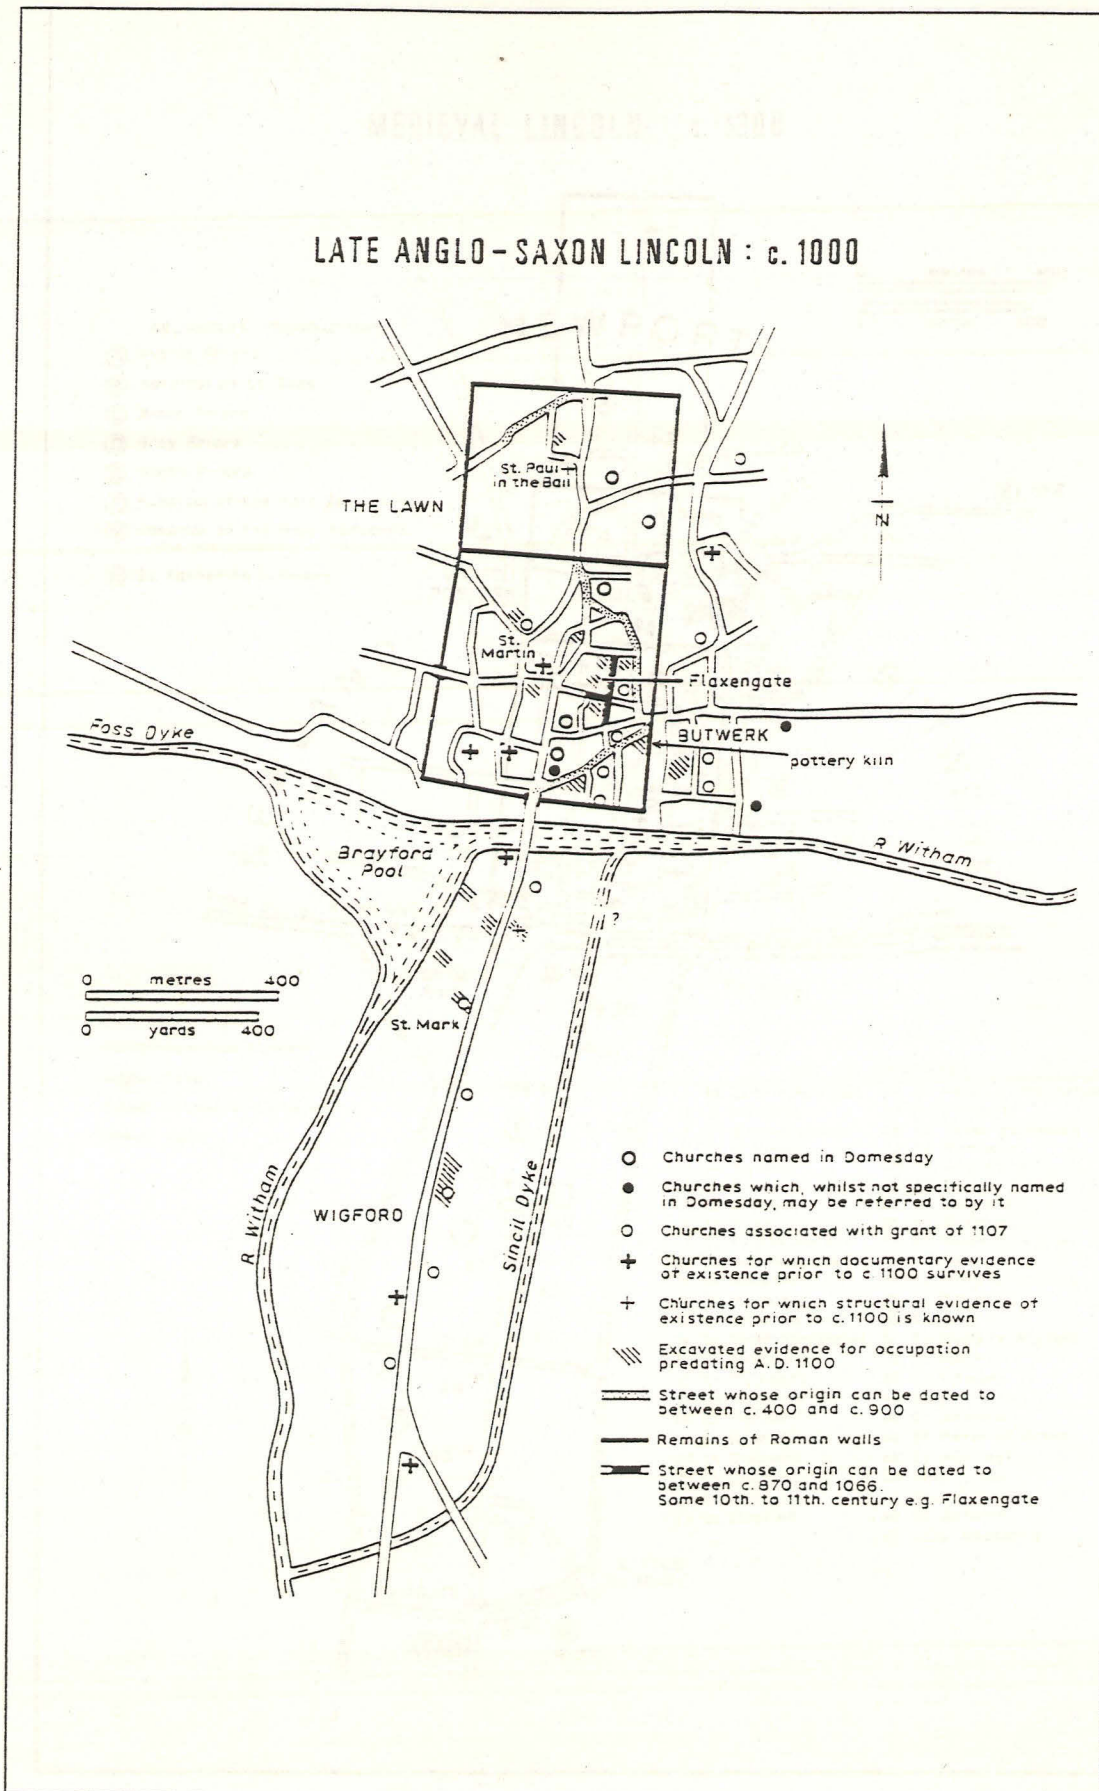 LATE ANGLO-SAXON LINCOLN : c. 1000
St. Paul
in the Bail
THE LAWN
N
St.
Martin
Flaxengate
Foss Dyke
BUTWERK
pottery kiln
R Witham
Brayford
Pool
?
0 metres 400
0 yards 400
St. Mark
R Witham
WIGFORD
Sincil Dyke
Churches named in Domesday
Churches which, whilst not specifically named
in Domesday, may be referred to by it
Churches associated with grant of 1107
Churches for which documentary evidence
of existence prior to c 1100 survives
Churches for which structural evidence of
existence prior to c. 1100 is known
Excavated evidence for occupation
predating A.D. 1100
Street whose origin can be dated to
between c. 400 and c. 900
Remains of Roman walls
Street whose origin can be dated to
between c. 870 and 1066.
Some 10th. to 11th. century e.g. Flaxengate